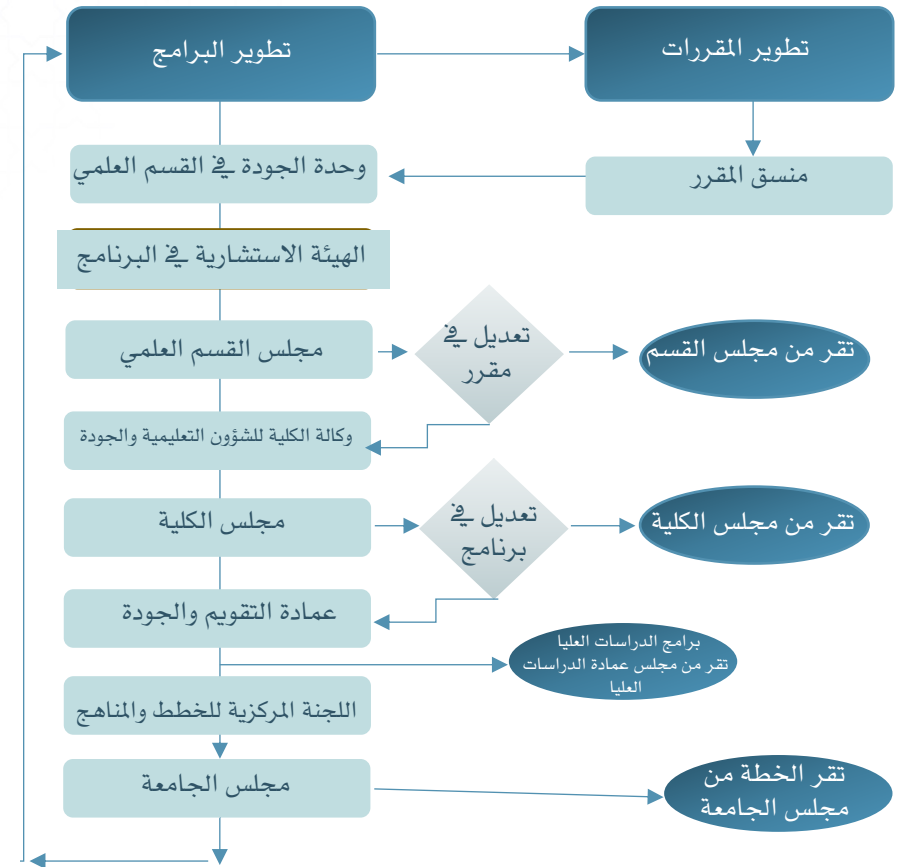 تطوير البرامج
تطوير المقررات
وحدة الجودة في القسم العلمي
منسق المقرر
الهيئة الاستشارية في البرنامج
مجلس القسم العلمي
تعديل في
مقرر
تقر من مجلس القسم
وكالة الكلية للشؤون التعليمية والجودة
مجلس الكلية
تعديل في
برنامج
تقر من مجلس الكلية
عمادة التقويم والجودة
برامج الدراسات العليا
تقر من مجلس عمادة الدراسات
العليا
اللجنة المركزية للخطط والمناهج
مجلس الجامعة
تقر الخطة من
مجلس الجامعة